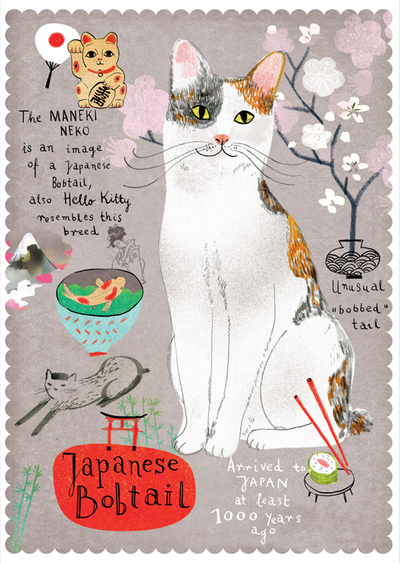 The MANEKI
NEKO
is an image
of a Japanese
Bobtail,
also Hello Kitty
resembles this
breed
Unusual
"bobbed"
tail
Japanese
Bobtail
Arrived to
JAPAN
at least
1000 years
ago